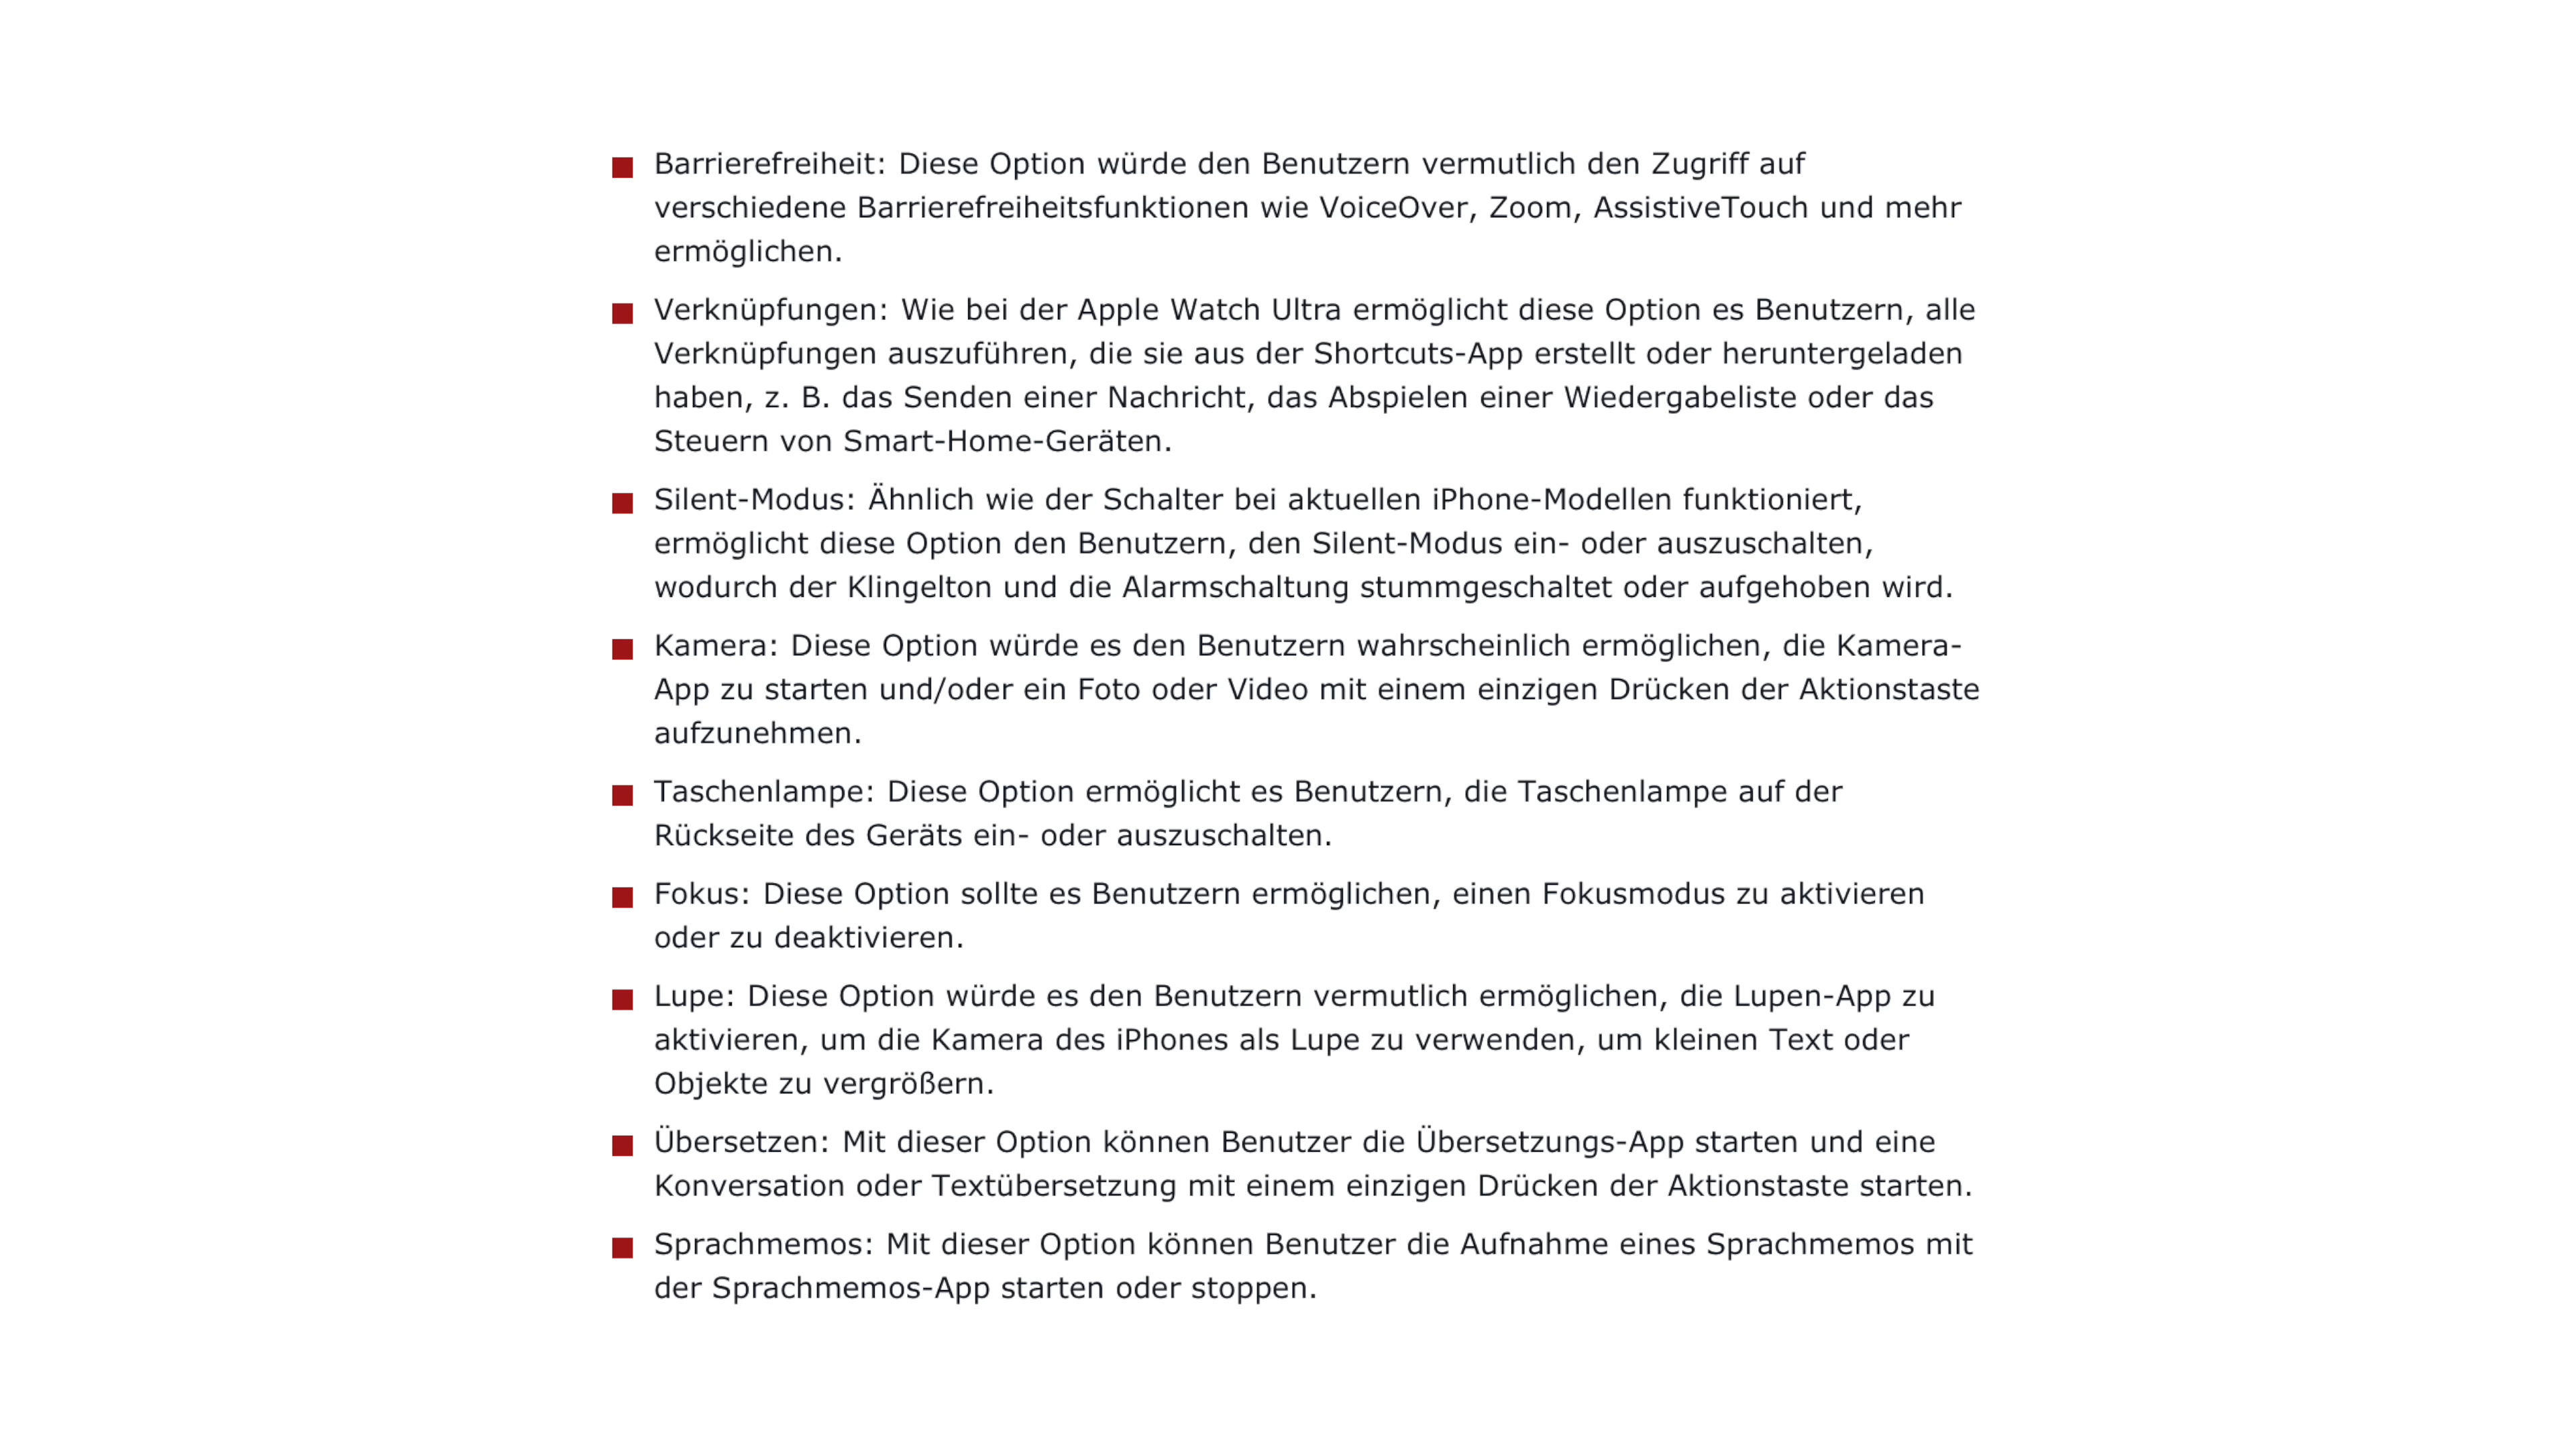 Barrierefreiheit: Diese Option würde den Benutzern vermutlich den Zugriff auf
verschiedene Barrierefreiheitsfunktionen wie VoiceOver, Zoom, AssistiveTouch und mehr
ermöglichen.
Verknüpfungen: Wie bei der Apple Watch Ultra ermöglicht diese Option es Benutzern, alle
Verknüpfungen auszuführen, die sie aus der Shortcuts-App erstellt oder heruntergeladen
haben, z. B. das Senden einer Nachricht, das Abspielen einer Wiedergabeliste oder das
Steuern von Smart-Home-Geräten.
Silent-Modus: Ähnlich wie der Schalter bei aktuellen iPhone-Modellen funktioniert,
ermöglicht diese Option den Benutzern, den Silent-Modus ein- oder auszuschalten,
wodurch der Klingelton und die Alarmschaltung stummgeschaltet oder aufgehoben wird.
Kamera: Diese Option würde es den Benutzern wahrscheinlich ermöglichen, die Kamera-
App zu starten und/oder ein Foto oder Video mit einem einzigen Drücken der Aktionstaste
aufzunehmen.
Taschenlampe: Diese Option ermöglicht es Benutzern, die Taschenlampe auf der
Rückseite des Geräts ein- oder auszuschalten.
Fokus: Diese Option sollte es Benutzern ermöglichen, einen Fokusmodus zu aktivieren
oder zu deaktivieren.
Lupe: Diese Option würde es den Benutzern vermutlich ermöglichen, die Lupen-App zu
aktivieren, um die Kamera des iPhones als Lupe zu verwenden, um kleinen Text oder
Objekte zu vergrößern.
Übersetzen: Mit dieser Option können Benutzer die Übersetzungs-App starten und eine
Konversation oder Textübersetzung mit einem einzigen Drücken der Aktionstaste starten.
Sprachmemos: Mit dieser Option können Benutzer die Aufnahme eines Sprachmemos mit
der Sprachmemos-App starten oder stoppen.